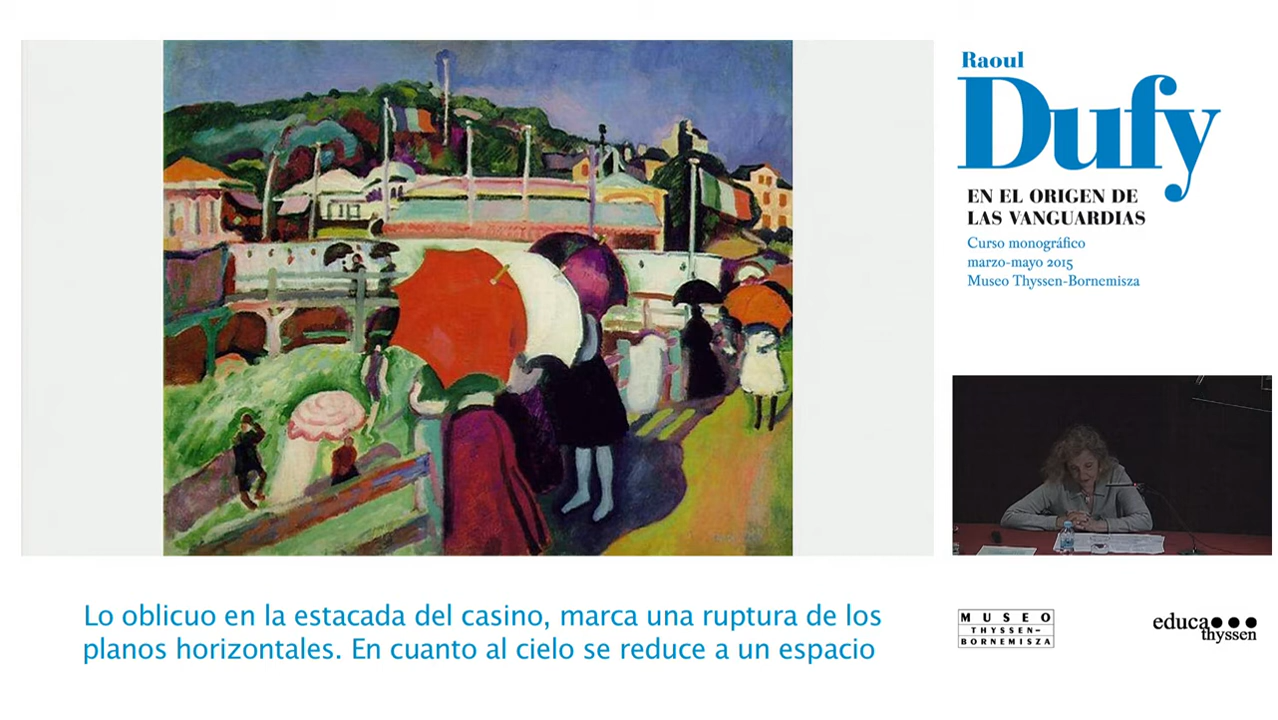 Raoul
Dufy
EN EL ORIGEN DE
LAS VANGUARDIAS
Curso monográfico
marzo-mayo 2015
Museo Thyssen-Bornemisza
Lo oblicuo en la estacada del casino, marca una ruptura de los
planos horizontales. En cuanto al cielo se reduce a un espacio
MUSEO
THYSSEN-
BORNEMISZA
educa
thyssen